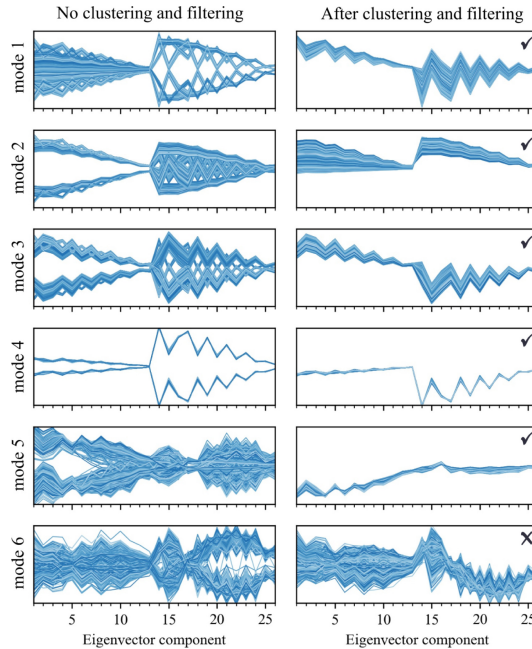 No clustering and filtering
After clustering and filtering
mode 1
✓
mode 2
✓
mode 3
✓
mode 4
✓
mode 5
✓
mode 6
✗
5 10 15 20 25
5 10 15 20 25
Eigenvector component
Eigenvector component